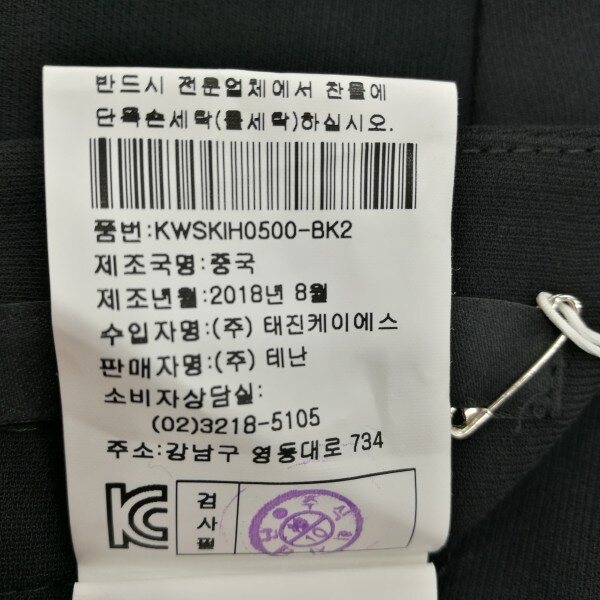 반드시 전문업체에서 찬물에
단독손세탁(물세탁)하십시오.
품번:KWSKIH0500-BK2
제조국명:중국
제조년월:2018년 8월
수입자명:(주) 태진케이에스
판매자명:(주) 테난
소비자상담실:
(02)3218-5105
주소:강남구 영동대로 734
KC 검사필